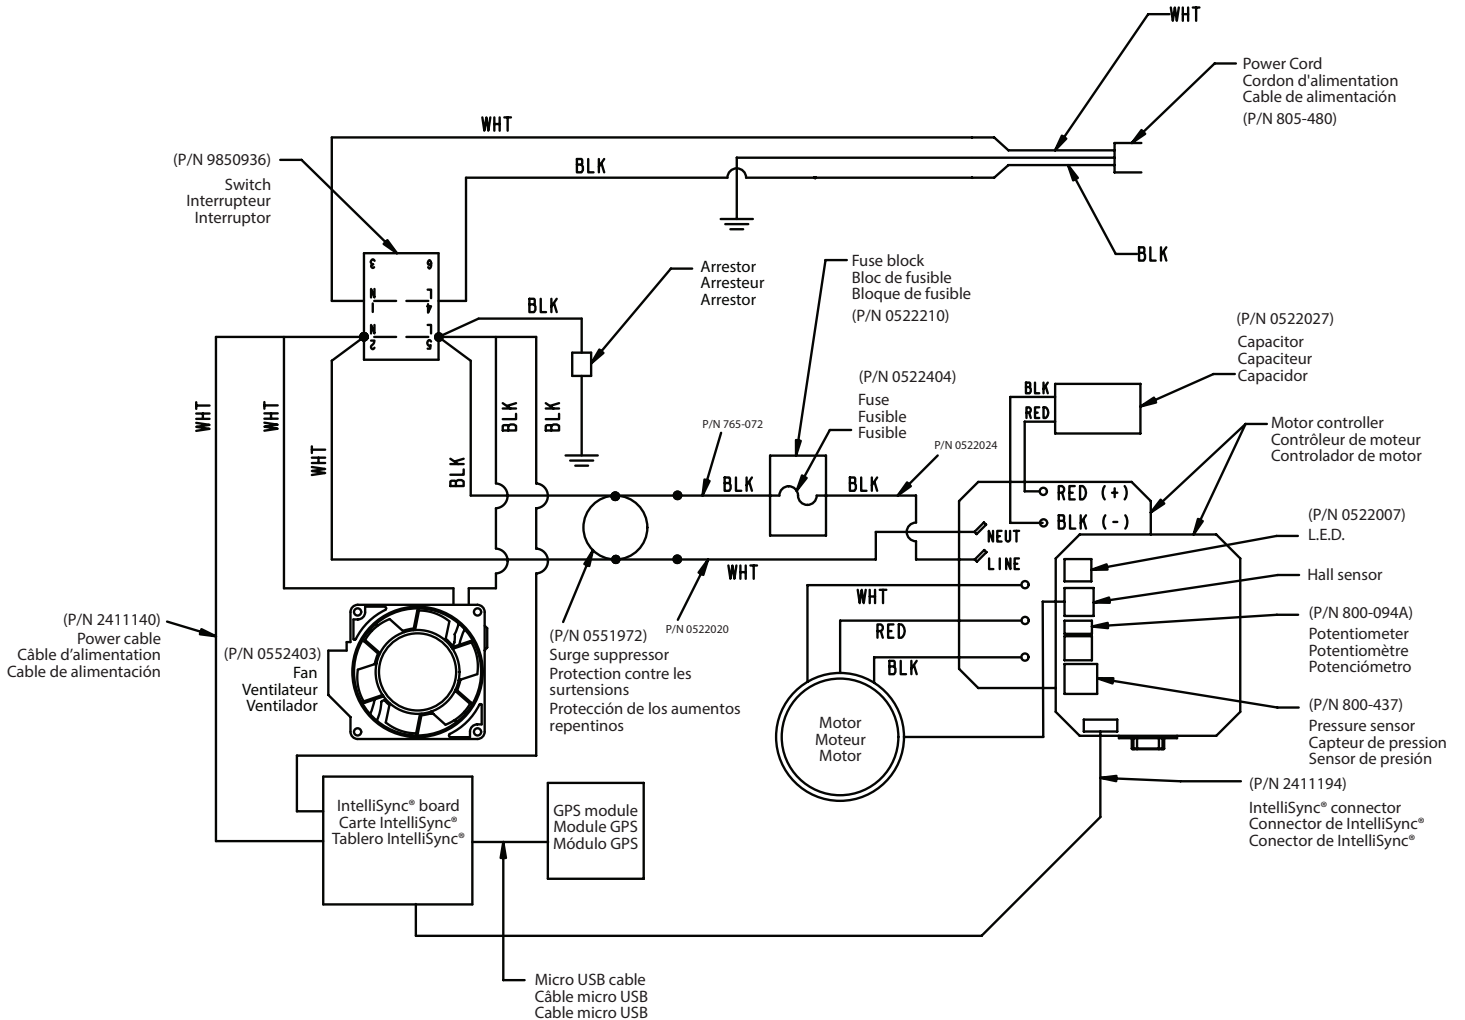 WHT
Power Cord
Cordon d'alimentation
Cable de alimentación
(P/N 805-480)
WHT
BLK
BLK
(P/N 9850936)
Switch
Interrupteur
Interruptor
3
6
N
1
L
4
N
2
L
5
BLK
Arrestor
Arresteur
Arrestor
Fuse block
Bloc de fusible
Bloque de fusible
(P/N 0522210)
(P/N 0522404)
Fuse
Fusible
Fusible
(P/N 0522027)
Capacitor
Capaciteur
Capacidor
BLK
RED
Motor controller
Contrôleur de moteur
Controlador de motor
WHT
WHT
WHT
BLK
BLK
BLK
P/N 765-072
BLK
BLK
P/N 0522024
RED (+)
BLK (-)
NEUT
LINE
WHT
P/N 0522020
(P/N 0522007)
L.E.D.
Hall sensor
(P/N 800-094A)
Potentiometer
Potentiomètre
Potenciómetro
(P/N 800-437)
Pressure sensor
Capteur de pression
Sensor de presión
WHT
RED
BLK
Motor
Moteur
Motor
(P/N 2411140)
Power cable
Câble d'alimentation
Cable de alimentación
(P/N 0552403)
Fan
Ventilateur
Ventilador
(P/N 0551972)
Surge suppressor
Protection contre les
surtensions
Protección de los aumentos
repentinos
IntelliSync® board
Carte IntelliSync®
Tablero IntelliSync®
GPS module
Module GPS
Módulo GPS
(P/N 2411194)
IntelliSync® connector
Connector de IntelliSync®
Conector de IntelliSync®
Micro USB cable
Câble micro USB
Cable micro USB